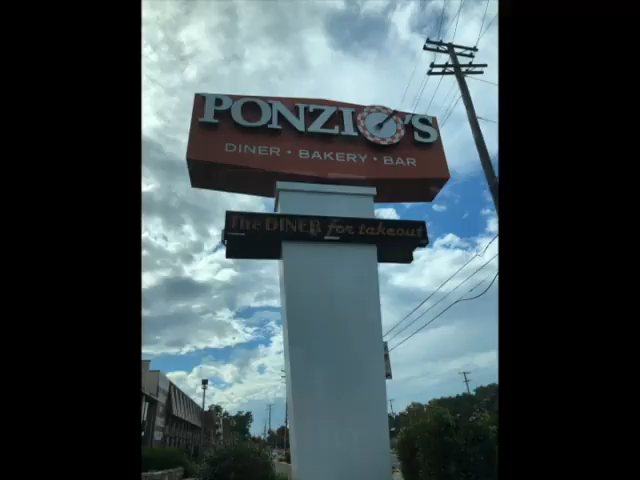 PONZIO'S
DINER • BAKERY • BAR
The DINER for takeout